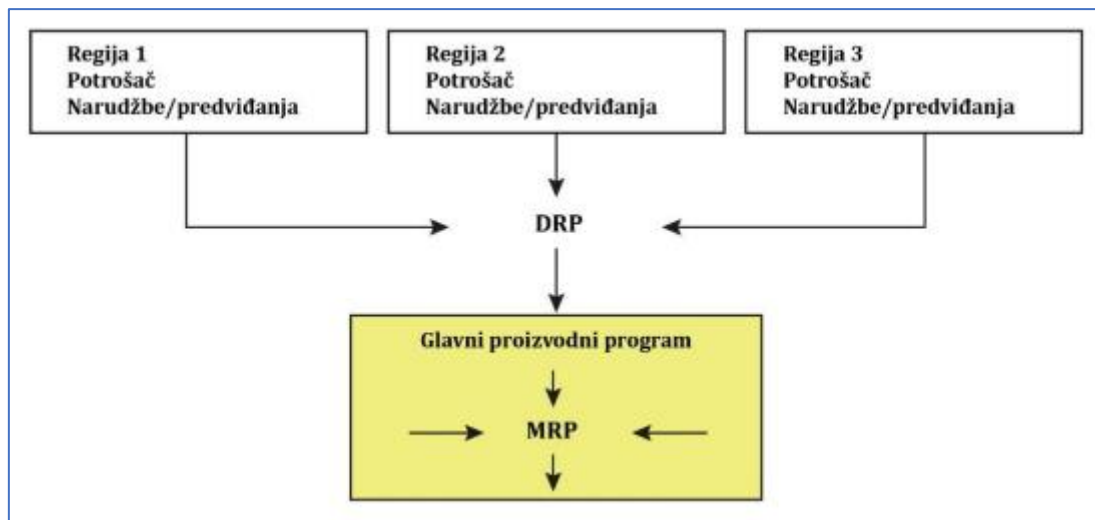 Regija 1
Potrošač
Narudžbe/predviđanja
Regija 2
Potrošač
Narudžbe/predviđanja
Regija 3
Potrošač
Narudžbe/predviđanja
DRP
Glavni proizvodni program
MRP